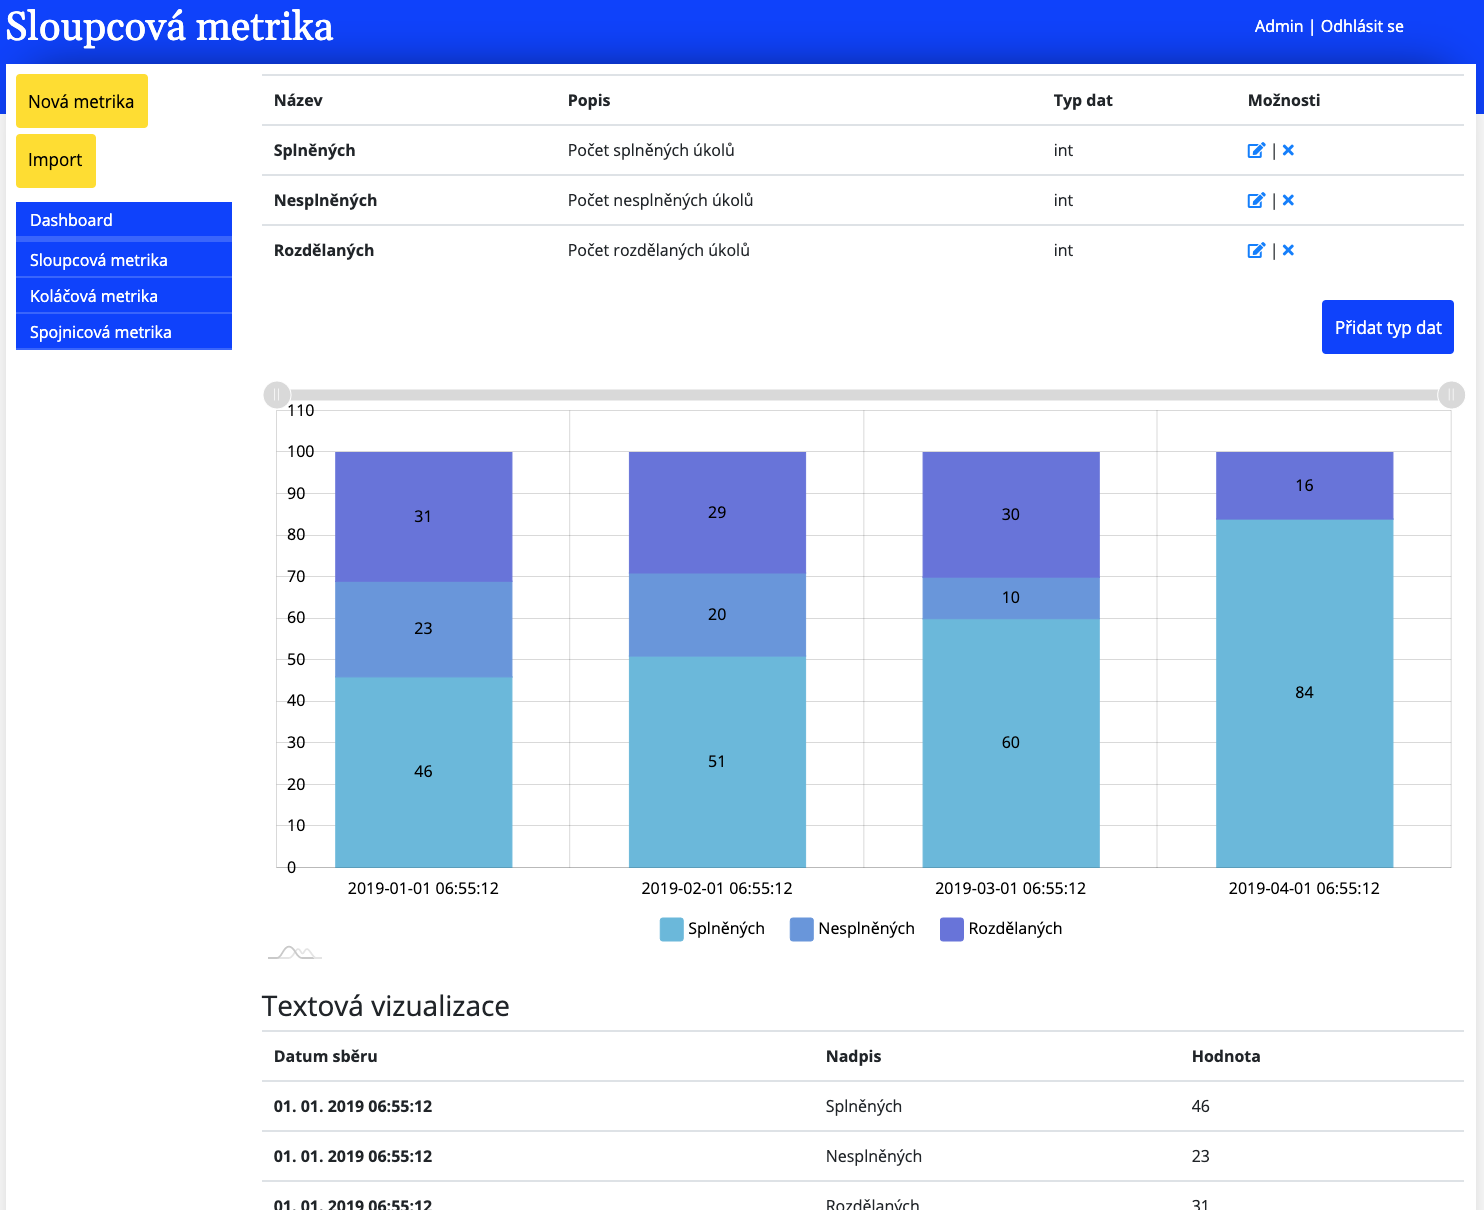 Sloupcová metrika
Admin | Odhlásit se
Nová metrika
Import
Dashboard
Sloupcová metrika
Koláčová metrika
Spojnicová metrika
Název Popis Typ dat Možnosti
Splněných Počet splněných úkolů int |
Nesplněných Počet nesplněných úkolů int |
Rozdělaných Počet rozdělaných úkolů int |
Přidat typ dat
110
100
90
80
70
60
50
40
30
20
10
0
31 29 30 16
23 20 10
46 51 60 84
2019-01-01 06:55:12 2019-02-01 06:55:12 2019-03-01 06:55:12 2019-04-01 06:55:12
Splněných Nesplněných Rozdělaných
Textová vizualizace
Datum sběru Nadpis Hodnota
01. 01. 2019 06:55:12 Splněných 46
01. 01. 2019 06:55:12 Nesplněných 23
01. 01. 2019 06:55:12 Rozdělaných 31